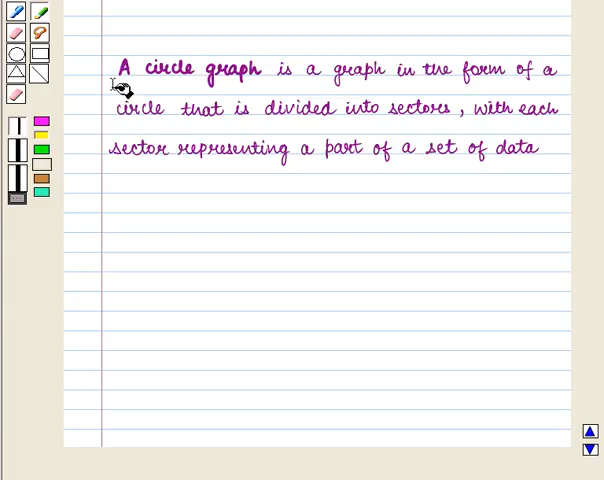 A circle graph is a graph in the form of a
circle that is divided into sectors, with each
sector representing a part of a set of data